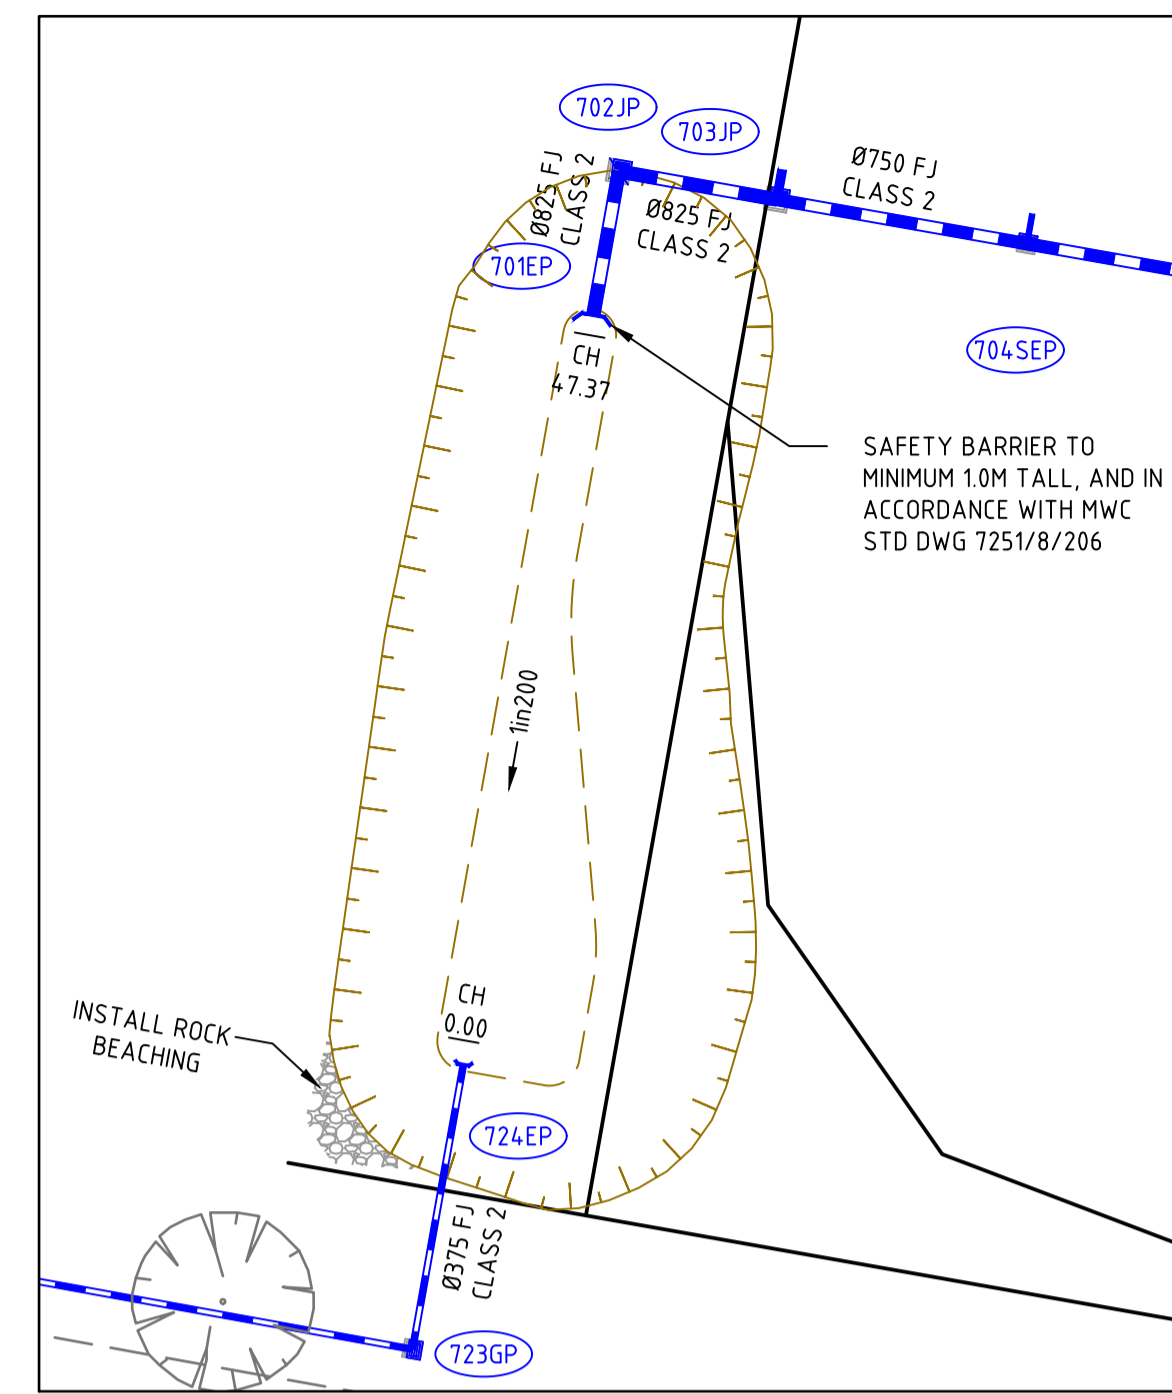 702JP
703JP
Ø750 FJ
CLASS 2
Ø825 FJ
CLASS 2
Ø825 FJ
CLASS 2
701EP
704SEP
CH
47.37
SAFETY BARRIER TO
MINIMUM 1.0M TALL, AND IN
ACCORDANCE WITH MWC
STD DWG 7251/8/206
1in200
CH
0.00
INSTALL ROCK
BEACHING
724EP
Ø375 FJ
CLASS 2
723GP